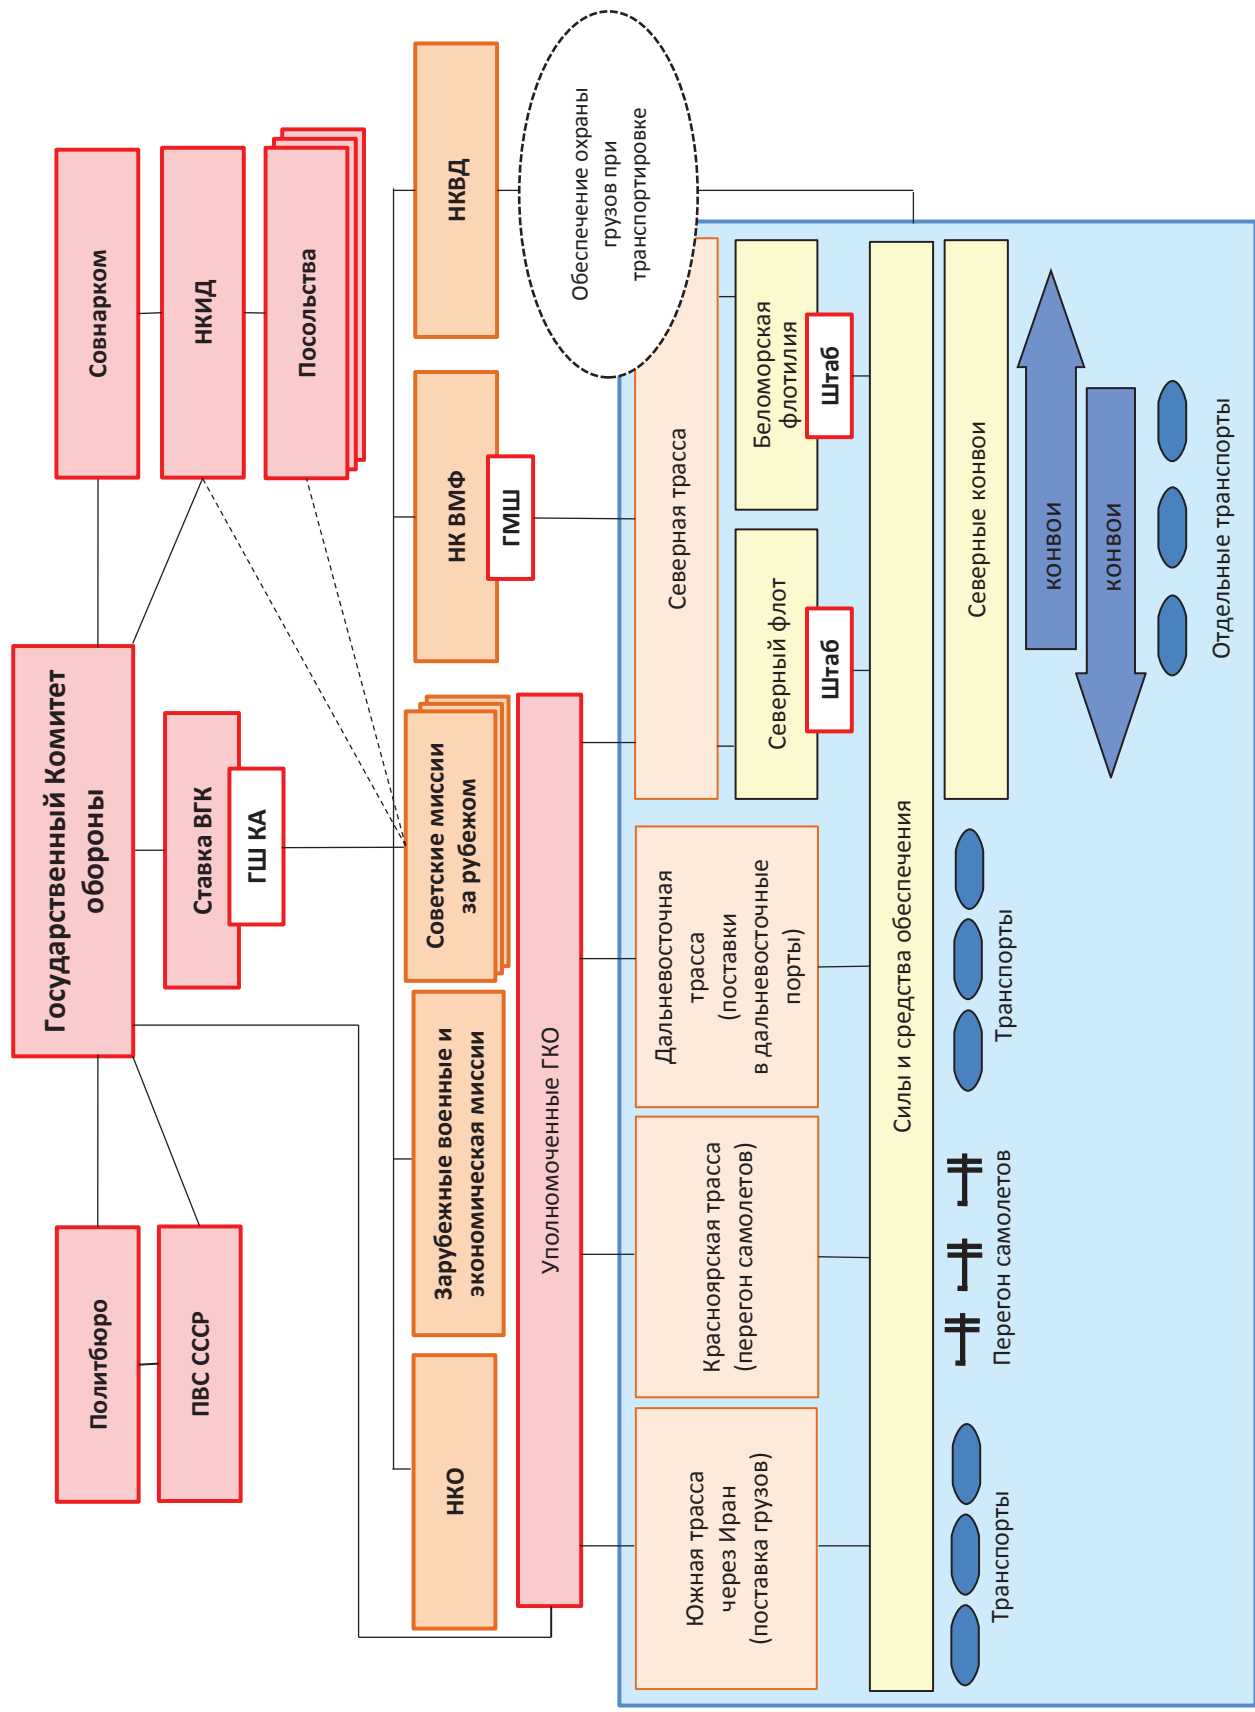 Государственный Комитет
обороны
Политбюро
ПВС СССР
Ставка ВГК
ГШ КА
Совнарком
НКИД
Посольства
НКО
Зарубежные военные и
экономическая миссии
Советские миссии
за рубежом
НК ВМФ
ГМШ
НКВД
Уполномоченные ГКО
Обеспечение охраны
грузов при
транспортировке
Южная трасса
через Иран
(поставка грузов)
Красноярская трасса
(перегон самолетов)
Дальневосточная
трасса
(поставки
в дальневосточные
порты)
Северная трасса
Северный флот
Штаб
Беломорская
флотилия
Штаб
Силы и средства обеспечения
Северные конвои
Транспорты
Перегон самолетов
Транспорты
конвои
конвои
Отдельные транспорты